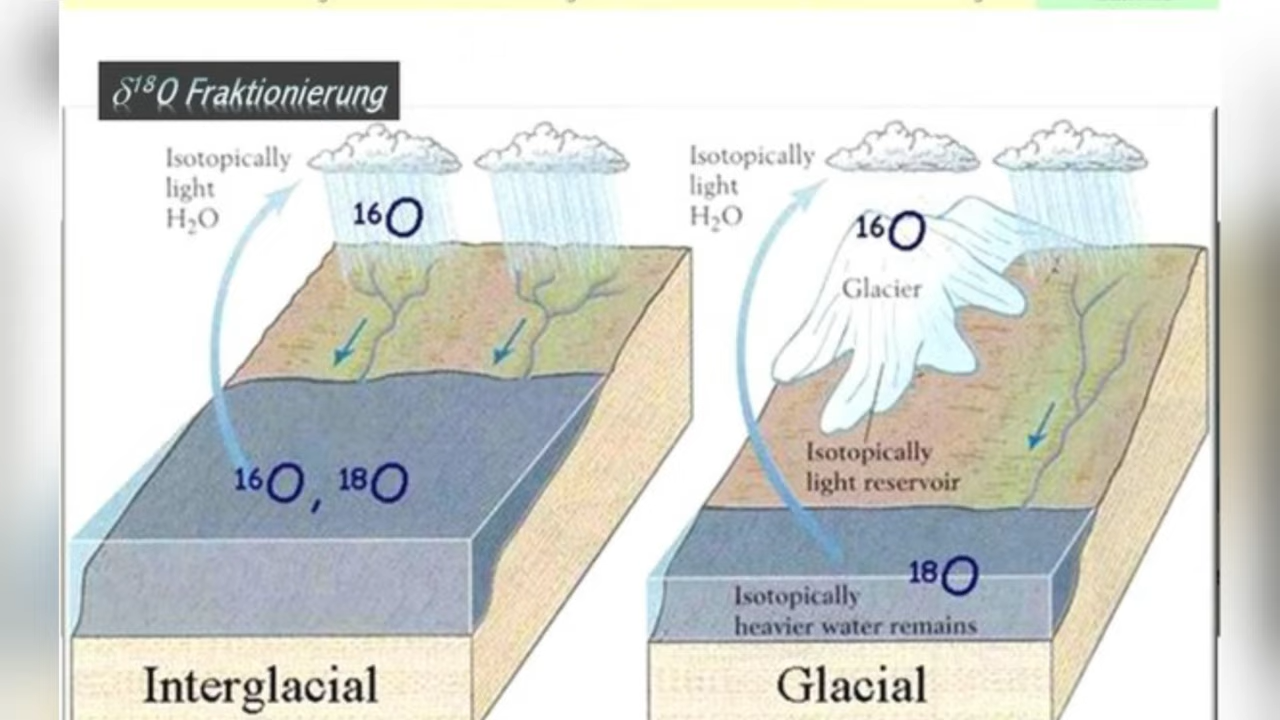 δ¹⁸O Fraktionierung
Isotopically
light
H₂O
¹⁶O
¹⁶O, ¹⁸O
Interglacial
Isotopically
light
H₂O
¹⁶O
Glacier
Isotopically
light reservoir
¹⁸O
Isotopically
heavier water remains
Glacial